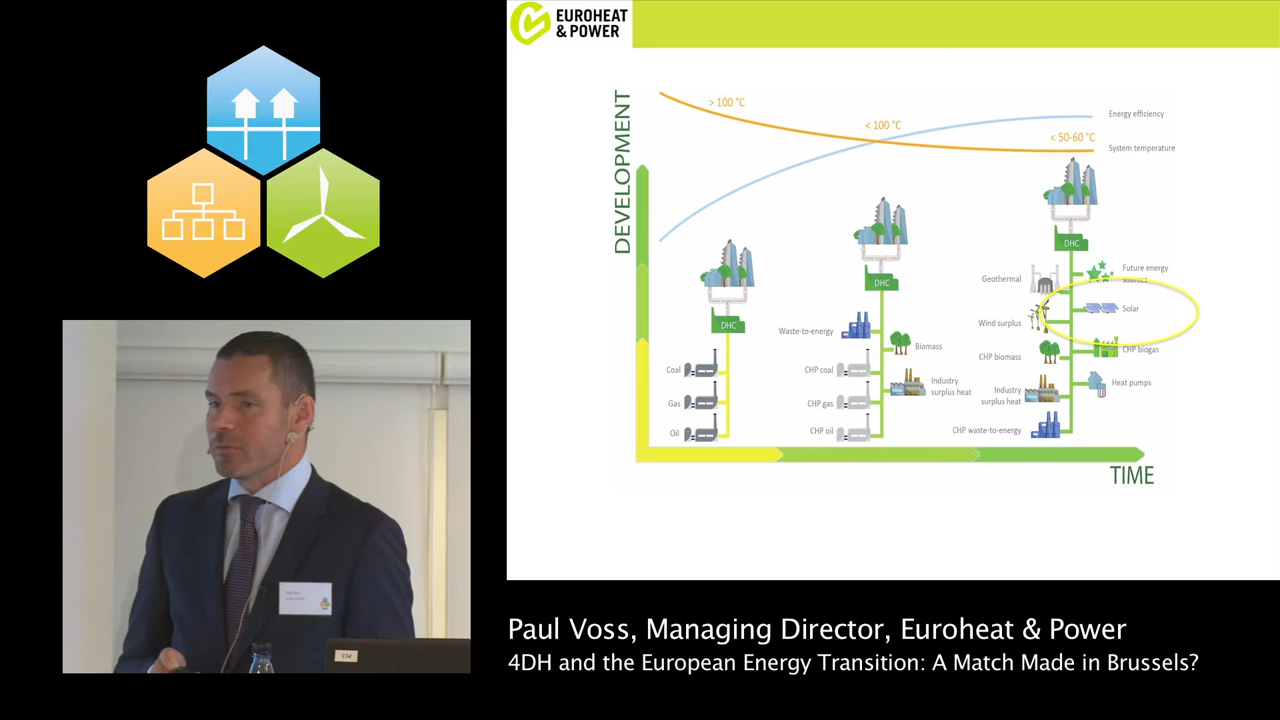 EUROHEAT
& POWER
DEVELOPMENT
> 100 °C
< 100 °C
< 50-60 °C
Energy efficiency
System temperature
DHC
Coal
Gas
Oil
DHC
Waste-to-energy
Biomass
CHP coal
Industry
surplus heat
CHP gas
CHP oil
DHC
Geothermal
Future energy
sources
Solar
Wind surplus
CHP biogas
CHP biomass
Heat pumps
Industry
surplus heat
CHP waste-to-energy
TIME
Paul Voss, Managing Director, Euroheat & Power
4DH and the European Energy Transition: A Match Made in Brussels?